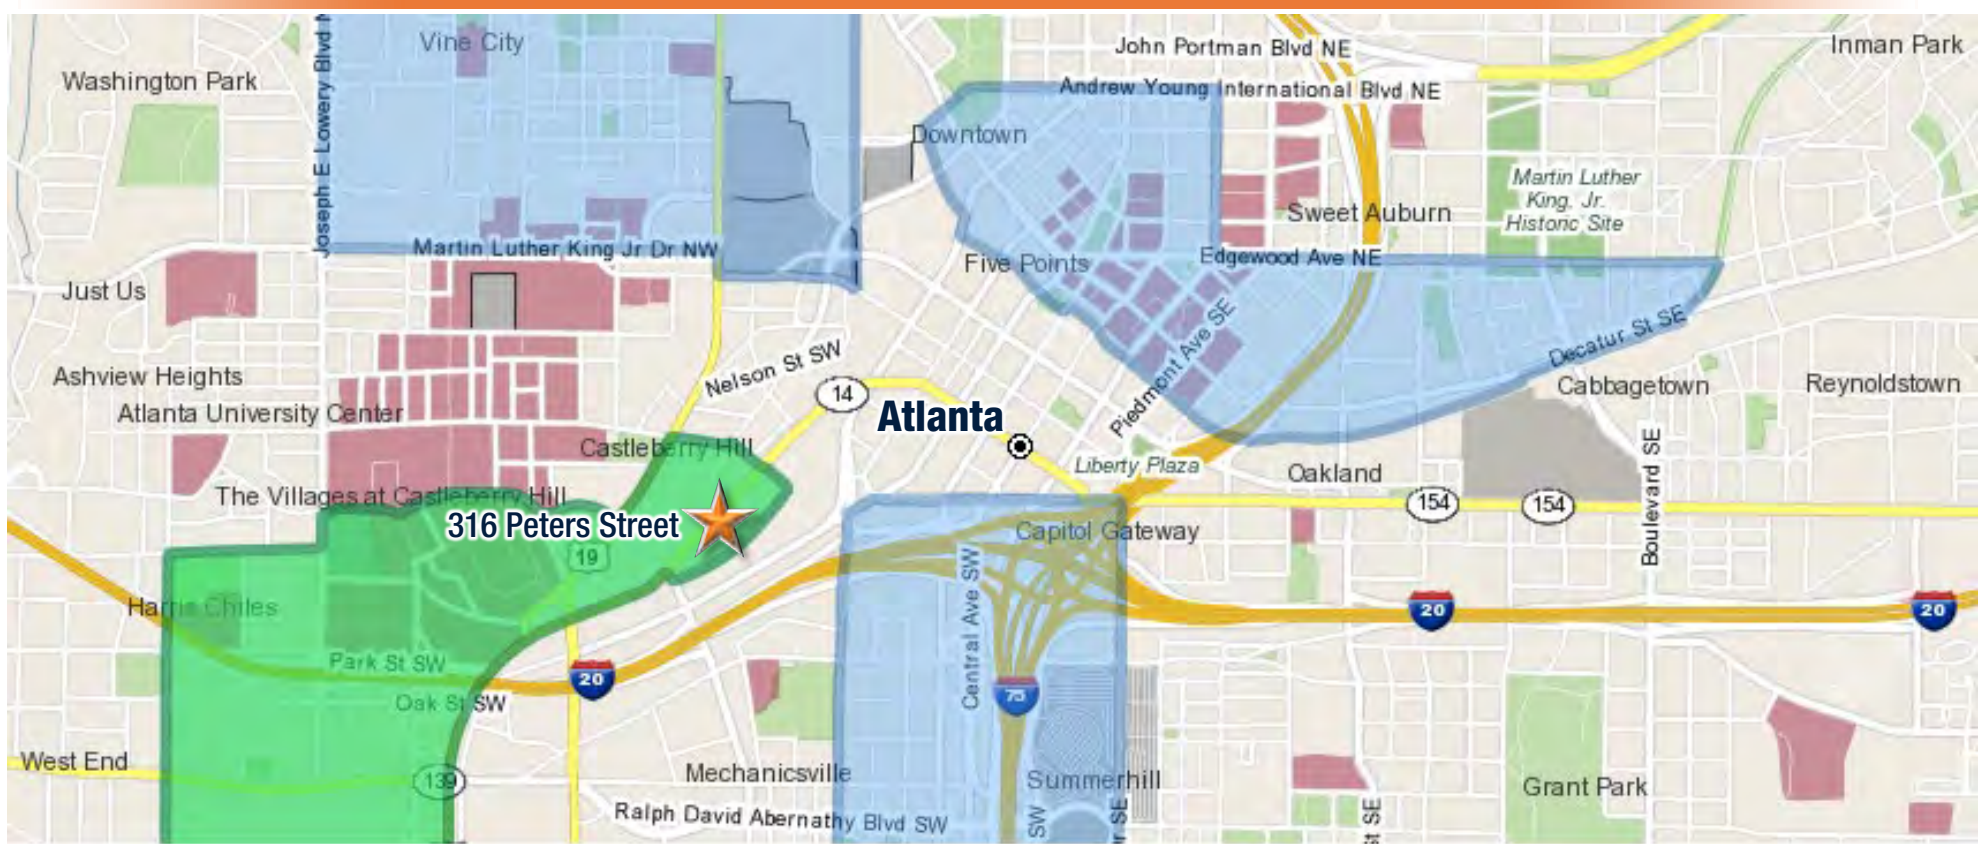 John Portman Blvd NE
Inman Park
Vine City
Washington Park
Andrew Young International Blvd NE
Joseph E Lowery Blvd
Downtown
Martin Luther
King, Jr.
Historic Site
Sweet Auburn
Martin Luther King Jr Dr NW
Edgewood Ave NE
Five Points
Just Us
Piedmont Ave SE
Decatur St SE
Nelson St SW
Ashview Heights
Cabbagetown
Reynoldstown
14
Atlanta University Center
Atlanta
Castleberry Hill
Liberty Plaza
Oakland
The Villages at Castleberry Hill
154
154
Boulevard SE
316 Peters Street
Capitol Gateway
19
Central Ave SW
Harris Chiles
20
20
Park St SW
20
75
Oak St SW
West End
139
Mechanicsville
Summerhill
Grant Park
Ralph David Abernathy Blvd SW
SW
SE
st SE